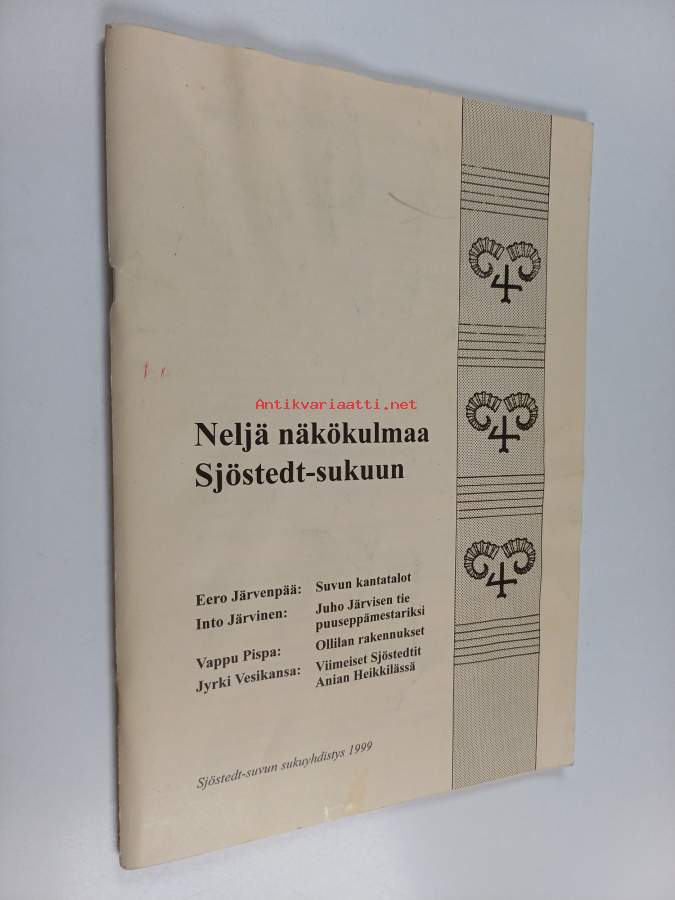 Antikvariaatti.net
Neljä näkökulmaa
Sjöstedt-sukuun
Eero Järvenpää: Suvun kantatalot
Into Järvinen: Juho Järvisen tie
puuseppämestariksi
Vappu Pispa: Ollilan rakennukset
Jyrki Vesikansa: Viimeiset Sjöstedtit
Anian Heikkilässä
Sjöstedt-suvun sukuyhdistys 1999